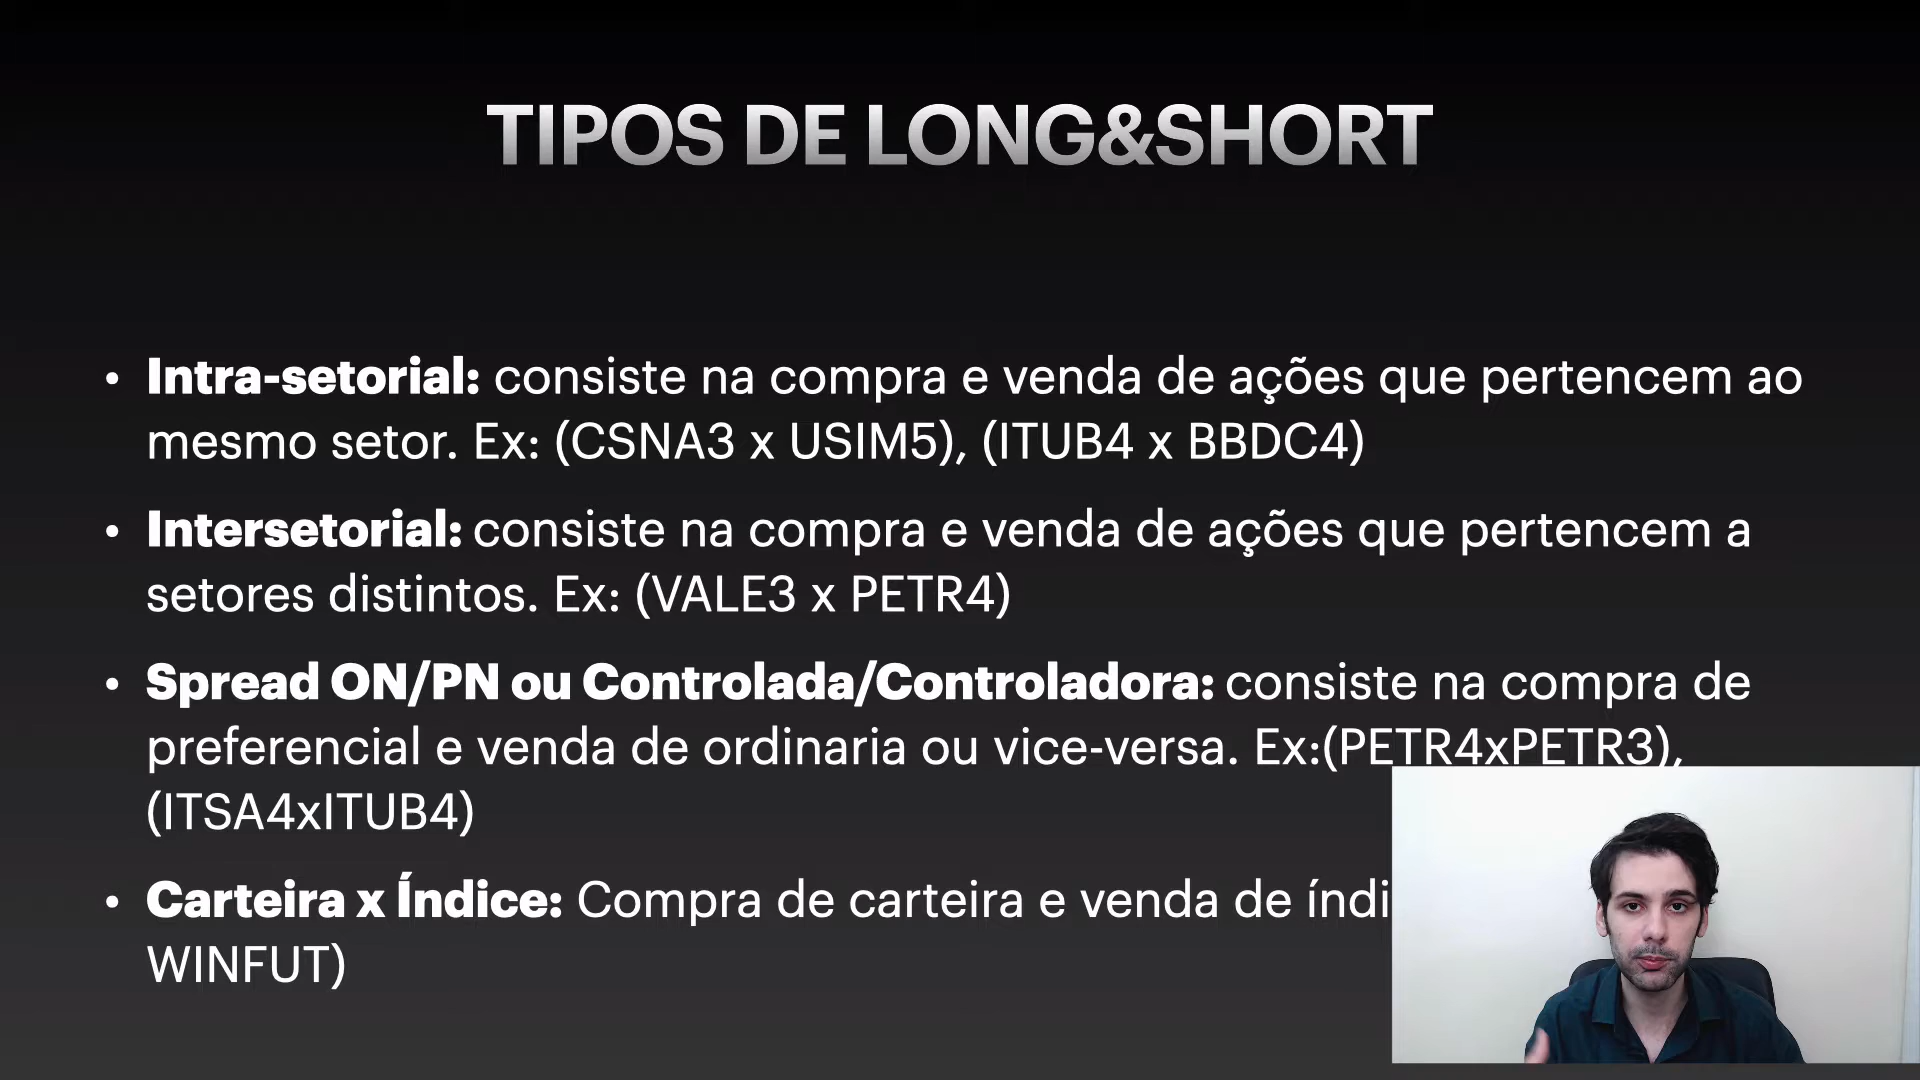 TIPOS DE LONG&SHORT
• Intra-setorial: consiste na compra e venda de ações que pertencem ao
mesmo setor. Ex: (CSNA3 x USIM5), (ITUB4 x BBDC4)
• Intersetorial: consiste na compra e venda de ações que pertencem a
setores distintos. Ex: (VALE3 x PETR4)
• Spread ON/PN ou Controlada/Controladora: consiste na compra de
preferencial e venda de ordinaria ou vice-versa. Ex:(PETR4xPETR3),
(ITSA4xITUB4)
• Carteira x Índice: Compra de carteira e venda de
WINFUT)